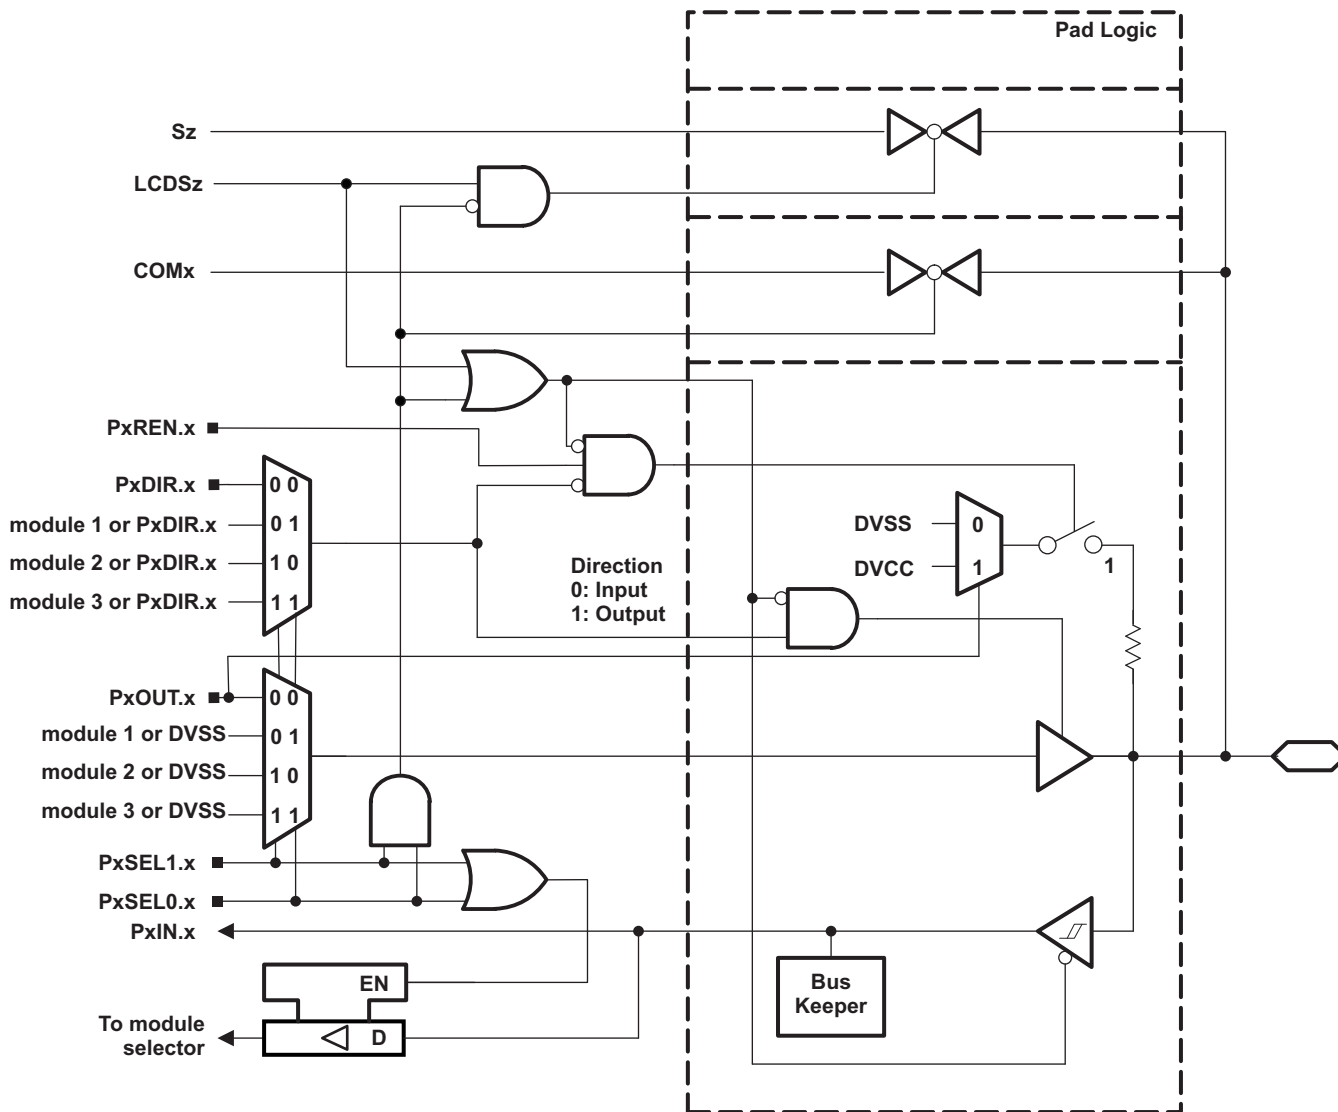 Pad Logic
Sz
LCDSz
COMx
PxREN.x
PxDIR.x
0 0
module 1 or PxDIR.x
0 1
module 2 or PxDIR.x
1 0
module 3 or PxDIR.x
1 1
Direction
0: Input
1: Output
DVSS
0
DVCC
1
1
PxOUT.x
0 0
module 1 or DVSS
0 1
module 2 or DVSS
1 0
module 3 or DVSS
1 1
PxSEL1.x
PxSEL0.x
PxIN.x
EN
Bus
Keeper
To module
selector
D